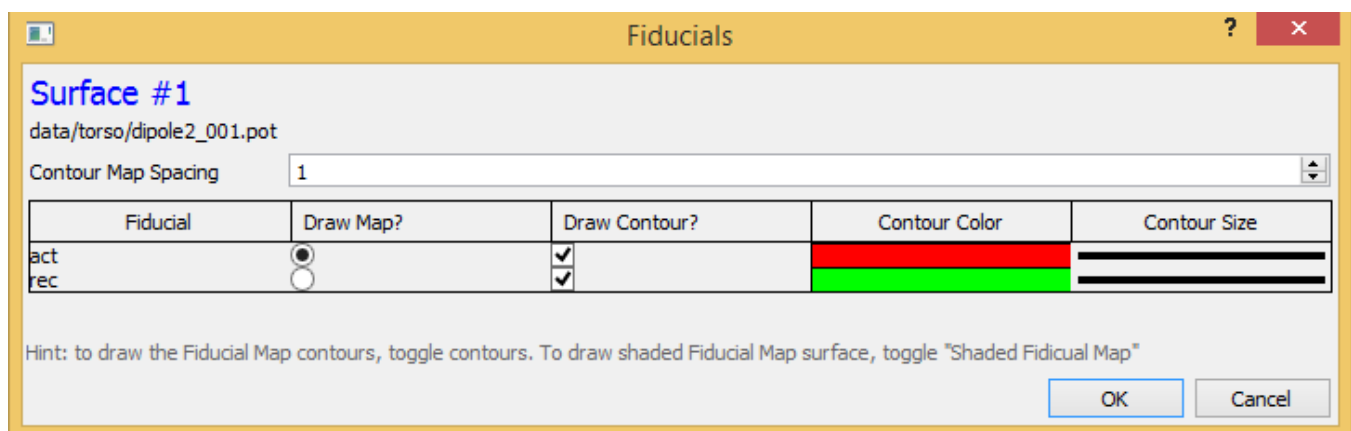 Fiducials
?
Surface #1
data/torso/dipole2_001.pot
Contour Map Spacing 1
Fiducial Draw Map? Draw Contour? Contour Color Contour Size
act
rec
Hint: to draw the Fiducial Map contours, toggle contours. To draw shaded Fiducial Map surface, toggle "Shaded Fidicual Map"
OK Cancel